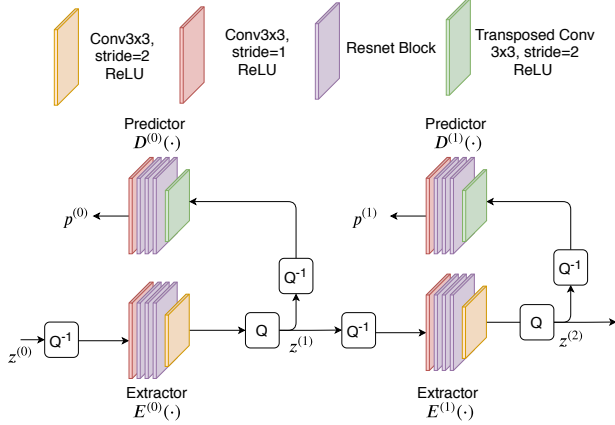 Conv3x3,
stride=2
ReLU
Conv3x3,
stride=1
ReLU
Resnet Block
Transposed Conv
3x3, stride=2
ReLU
Predictor
D⁽⁰⁾(·)
Predictor
D⁽¹⁾(·)
p⁽⁰⁾
p⁽¹⁾
Q⁻¹
Q⁻¹
z⁽⁰⁾
Q⁻¹
Q
z⁽¹⁾
Q⁻¹
Q
z⁽²⁾
Extractor
E⁽⁰⁾(·)
Extractor
E⁽¹⁾(·)